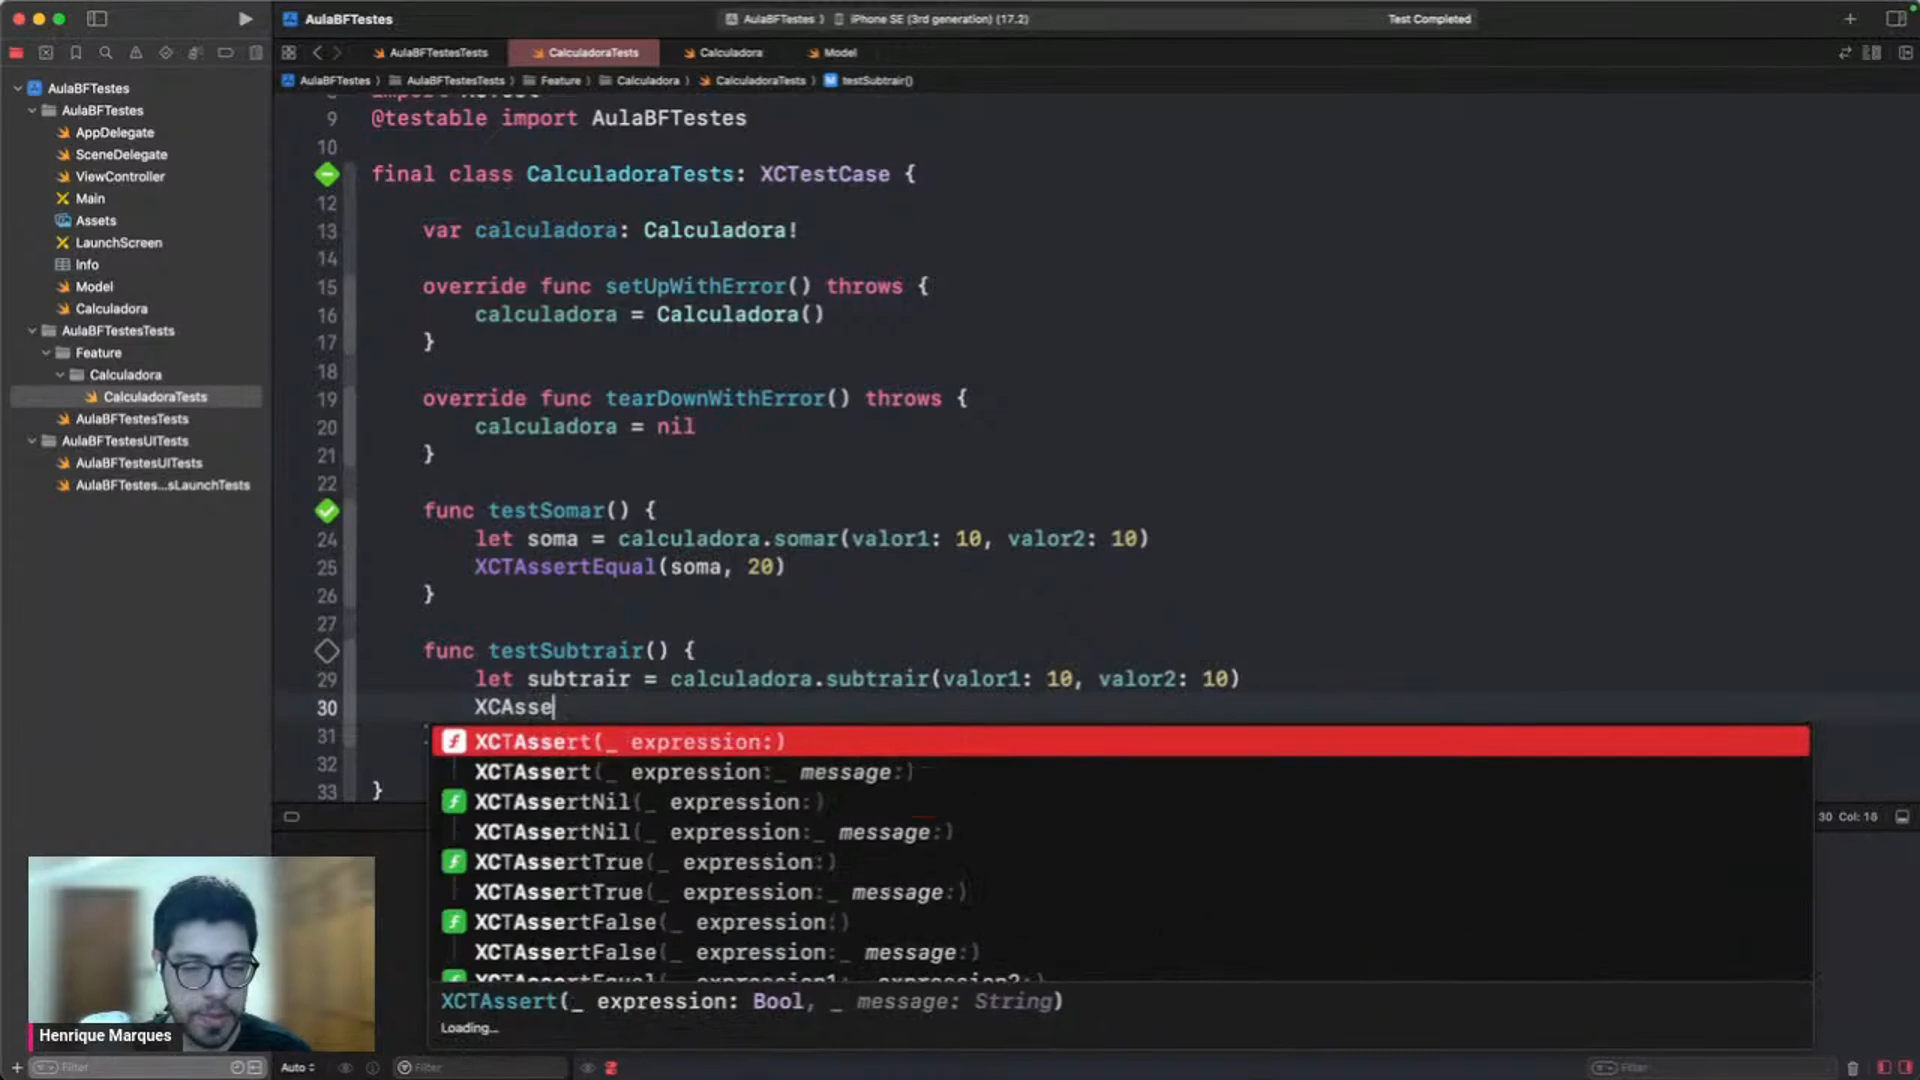 AulaBFTestes
AulaBFTestes
iPhone SE (3rd generation) (17.2)
Test Completed
AulaBFTestesTests
CalculadoraTests
Calculadora
Model
AulaBFTestes
AulaBFTestesTests
Feature
Calculadora
CalculadoraTests
testSubtrair()
AulaBFTestes
AulaBFTestes
AppDelegate
SceneDelegate
ViewController
Main
Assets
LaunchScreen
Info
Model
Calculadora
AulaBFTestesTests
Feature
Calculadora
CalculadoraTests
AulaBFTestesTests
AulaBFTestesUITests
AulaBFTestesUITests
AulaBFTestes...sLaunchTests
9 @testable import AulaBFTestes
10
final class CalculadoraTests: XCTestCase {
12
13 var calculadora: Calculadora!
14
15 override func setUpWithError() throws {
16 calculadora = Calculadora()
17 }
18
19 override func tearDownWithError() throws {
20 calculadora = nil
21 }
22
func testSomar() {
24 let soma = calculadora.somar(valor1: 10, valor2: 10)
25 XCTAssertEqual(soma, 20)
26 }
27
func testSubtrair() {
29 let subtrair = calculadora.subtrair(valor1: 10, valor2: 10)
30 XCAsse
31
32
33 }
XCTAssert(_ expression:)
XCTAssert(_ expression:_ message:)
XCTAssertNil(_ expression:)
XCTAssertNil(_ expression:_ message:)
XCTAssertTrue(_ expression:)
XCTAssertTrue(_ expression:_ message:)
XCTAssertFalse(_ expression:)
XCTAssertFalse(_ expression:_ message:)
XCTAssertEqual(_ expression1:_ expression2:)
XCTAssert(_ expression: Bool, _ message: String)
Loading...
30 Col: 16
Henrique Marques
Filter
Auto
Filter
Filter